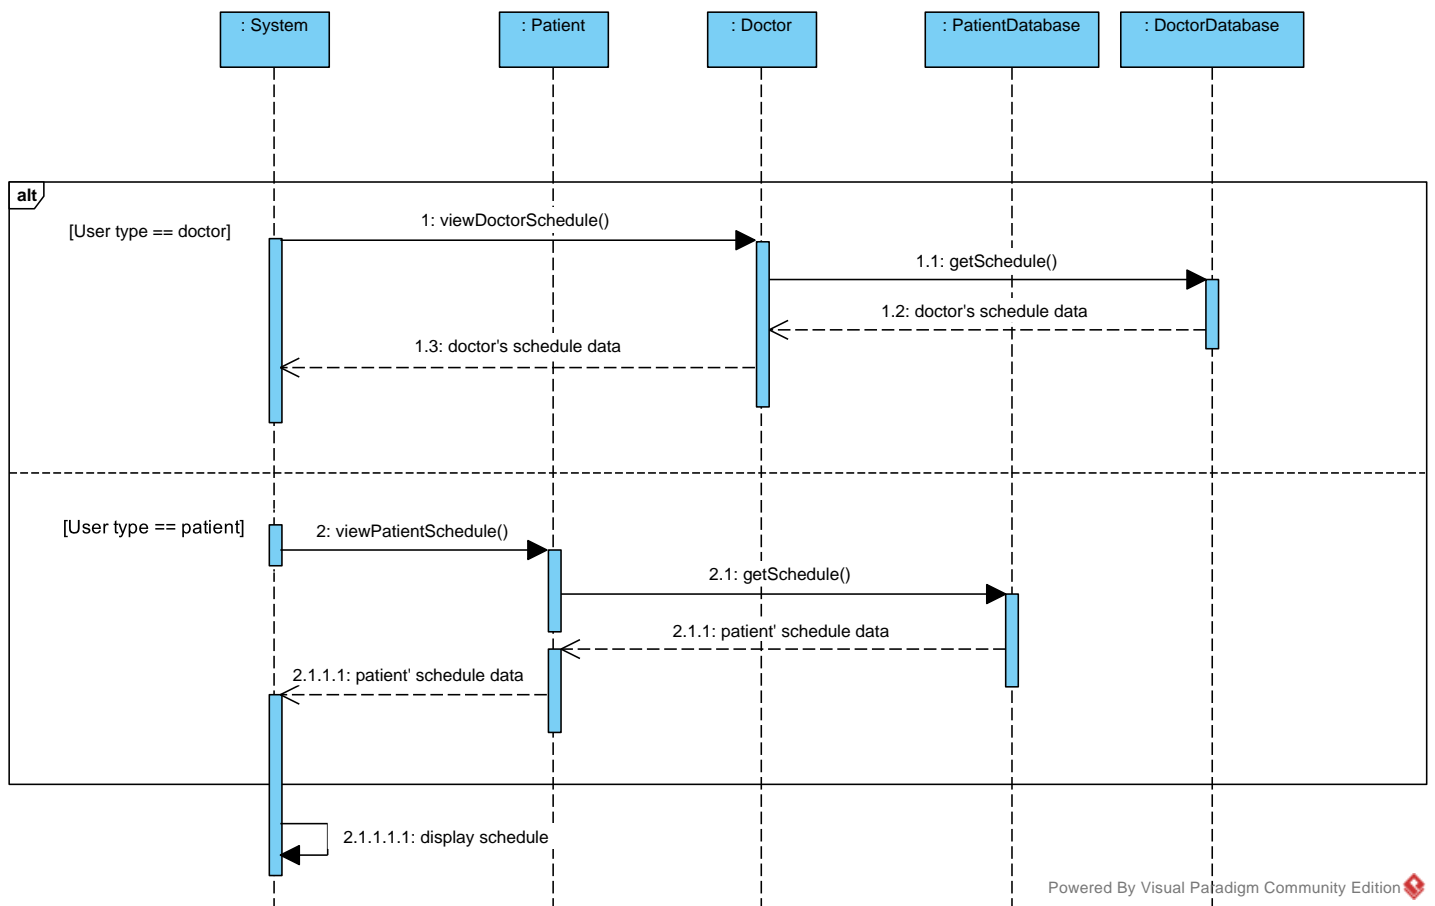 : System
: Patient
: Doctor
: PatientDatabase
: DoctorDatabase
alt
[User type == doctor]
1: viewDoctorSchedule()
1.1: getSchedule()
1.2: doctor's schedule data
1.3: doctor's schedule data
[User type == patient]
2: viewPatientSchedule()
2.1: getSchedule()
2.1.1: patient' schedule data
2.1.1.1: patient' schedule data
2.1.1.1.1: display schedule
Powered By Visual Paradigm Community Edition